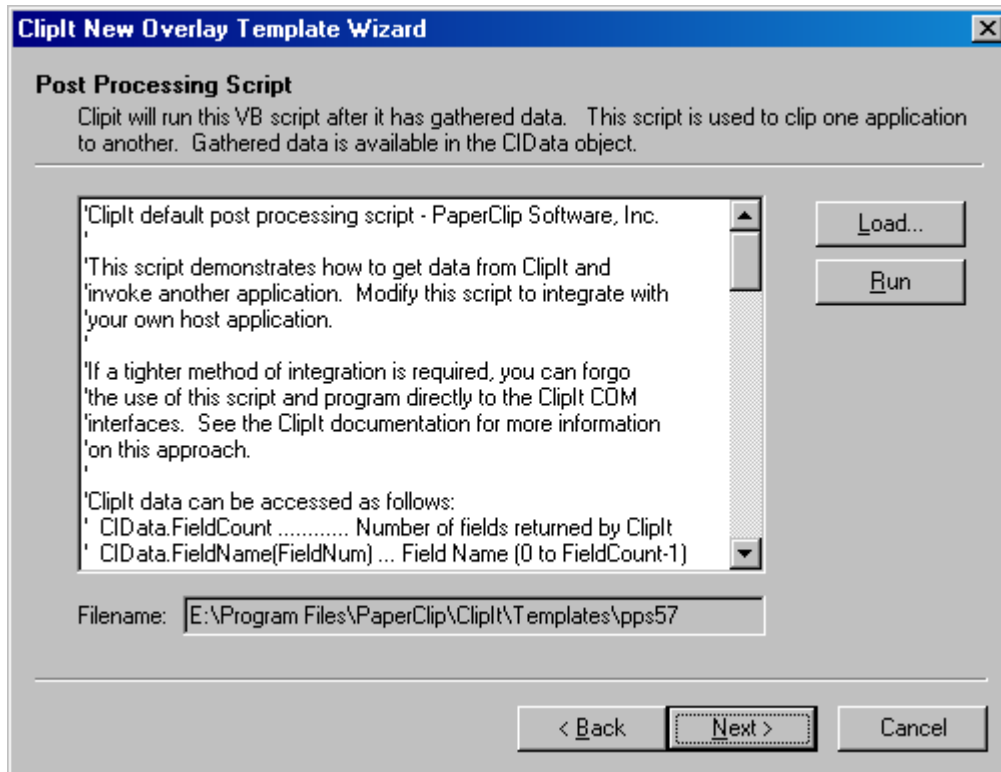 ClipIt New Overlay Template Wizard
Post Processing Script
Clipit will run this VB script after it has gathered data.   This script is used to clip one application
to another.  Gathered data is available in the CIData object.
'ClipIt default post processing script - PaperClip Software, Inc.
'
'This script demonstrates how to get data from ClipIt and
'invoke another application.  Modify this script to integrate with
'your own host application.
'
'If a tighter method of integration is required, you can forgo
'the use of this script and program directly to the ClipIt COM
'interfaces.  See the ClipIt documentation for more information
'on this approach.
'
'ClipIt data can be accessed as follows:
'  CIData.FieldCount ............ Number of fields returned by ClipIt
'  CIData.FieldName(FieldNum) ... Field Name (0 to FieldCount-1)
Load...
Run
Filename: E:\Program Files\PaperClip\ClipIt\Templates\pps57
< Back
Next >
Cancel